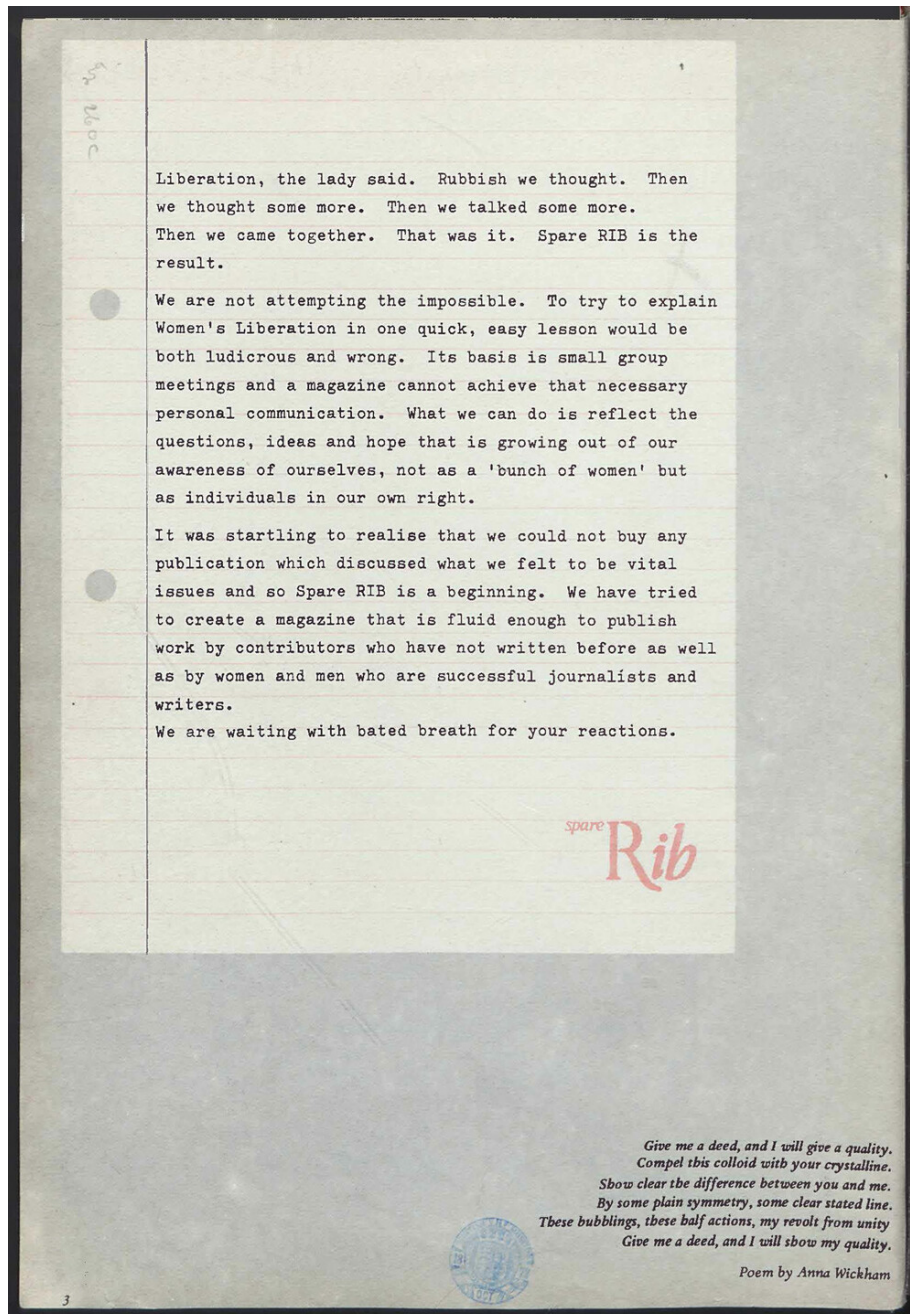 Liberation, the lady said. Rubbish we thought. Then
we thought some more. Then we talked some more.
Then we came together. That was it. Spare RIB is the
result.
We are not attempting the impossible. To try to explain
Women's Liberation in one quick, easy lesson would be
both ludicrous and wrong. Its basis is small group
meetings and a magazine cannot achieve that necessary
personal communication. What we can do is reflect the
questions, ideas and hope that is growing out of our
awareness of ourselves, not as a 'bunch of women' but
as individuals in our own right.
It was startling to realise that we could not buy any
publication which discussed what we felt to be vital
issues and so Spare RIB is a beginning. We have tried
to create a magazine that is fluid enough to publish
work by contributors who have not written before as well
as by women and men who are successful journalists and
writers.
We are waiting with bated breath for your reactions.
spare
Rib
Give me a deed, and I will give a quality.
Compel this colloid with your crystalline.
Show clear the difference between you and me.
By some plain symmetry, some clear stated line.
These bubblings, these half actions, my revolt from unity
Give me a deed, and I will show my quality.
Poem by Anna Wickham
3